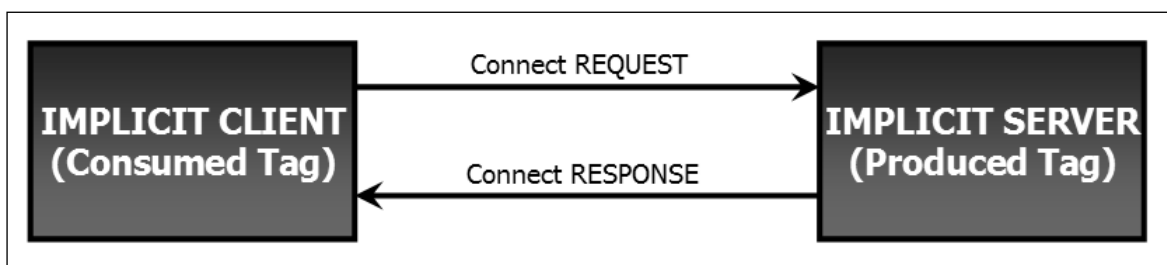 Connect REQUEST
IMPLICIT CLIENT
(Consumed Tag)
IMPLICIT SERVER
(Produced Tag)
Connect RESPONSE